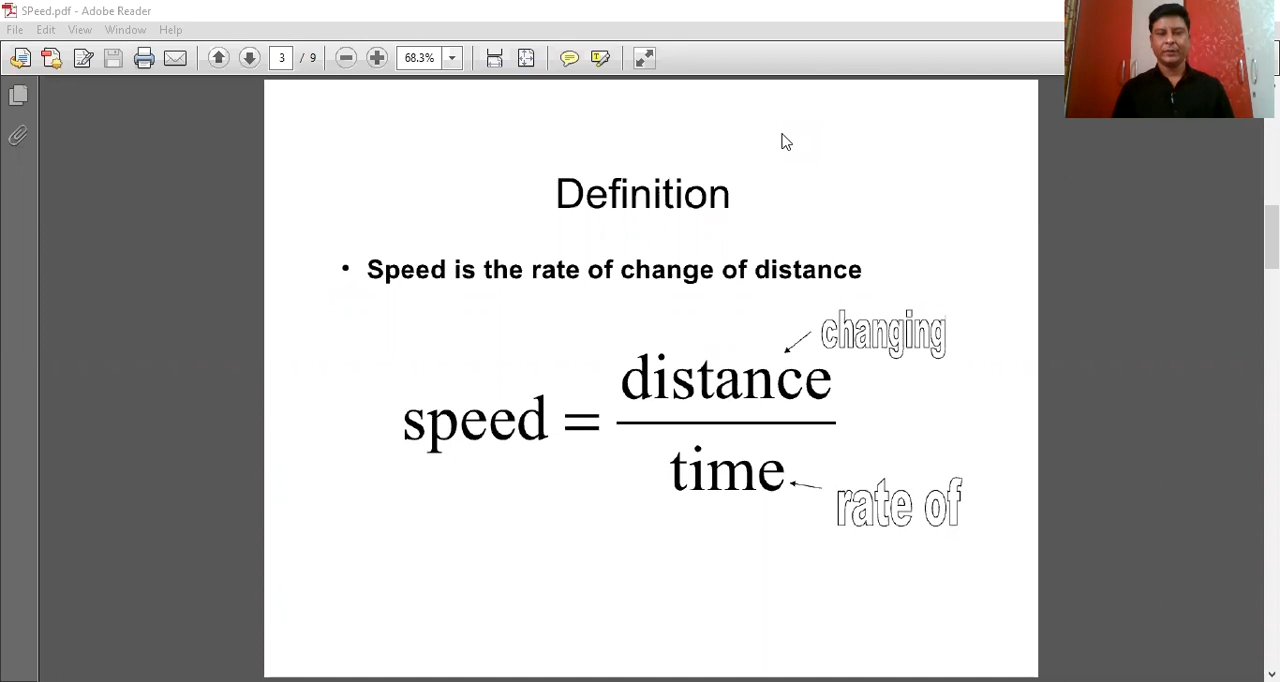 SPeed.pdf - Adobe Reader
File Edit View Window Help
3 / 9 68.3%
Definition
• Speed is the rate of change of distance
changing
speed = distance
time
rate of